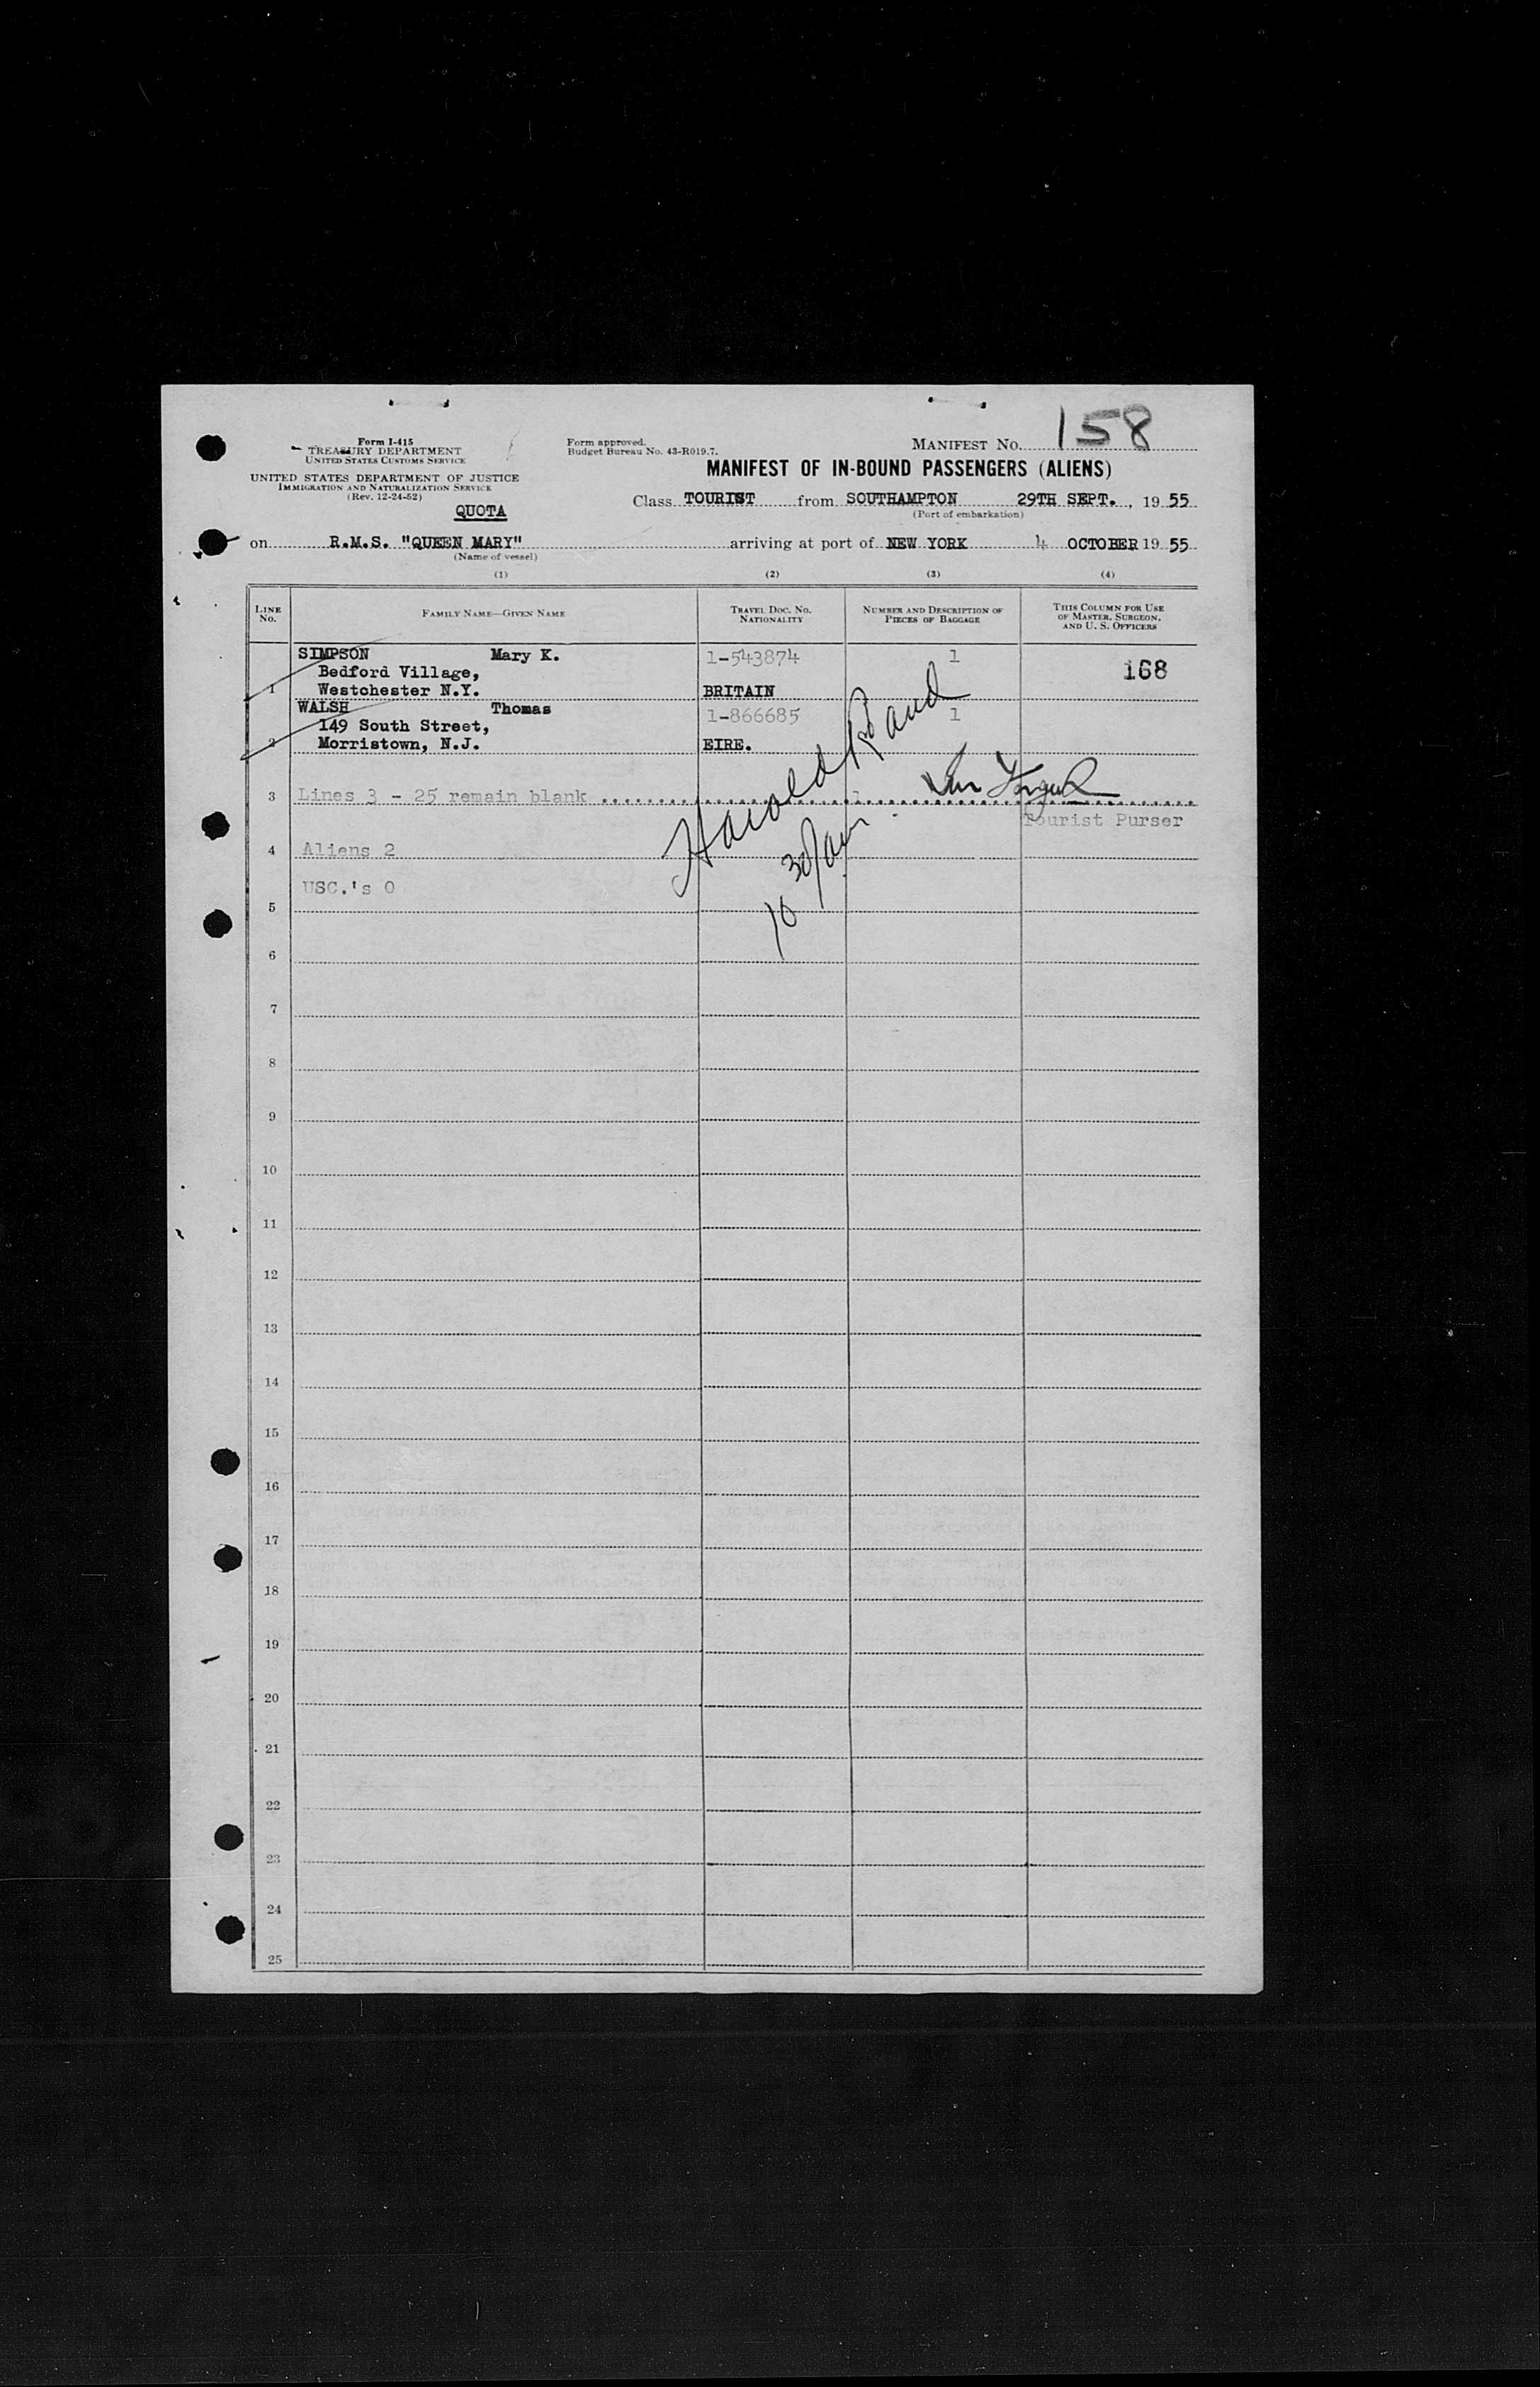 Form I-415
TREASURY DEPARTMENT
UNITED STATES CUSTOMS SERVICE
UNITED STATES DEPARTMENT OF JUSTICE
IMMIGRATION AND NATURALIZATION SERVICE
(Rev. 12-24-52)
QUOTA
Form approved.
Budget Bureau No. 43-R019.7.
MANIFEST No. 158
MANIFEST OF IN-BOUND PASSENGERS (ALIENS)
Class TOURIST from SOUTHAMPTON 29TH SEPT., 1955
(Port of embarkation)
on R.M.S. "QUEEN MARY" arriving at port of NEW YORK 4 OCTOBER 1955
(Name of vessel)
(1) (2) (3) (4)
LINE No. FAMILY NAME—GIVEN NAME TRAVEL DOC. NO. NATIONALITY NUMBER AND DESCRIPTION OF PIECES OF BAGGAGE THIS COLUMN FOR USE OF MASTER, SURGEON, AND U. S. OFFICERS
SIMPSON Mary K. 1-543874 1 168
Bedford Village,
1 Westchester N.Y. BRITAIN
WALSH Thomas 1-866685 1
149 South Street,
2 Morristown, N.J. EIRE.
Harold Rand
10 30/am
3 Lines 3 - 25 remain blank
Tourist Purser
4 Aliens 2
USC.'s 0
5
6
7
8
9
10
11
12
13
14
15
16
17
18
19
20
21
22
23
24
25